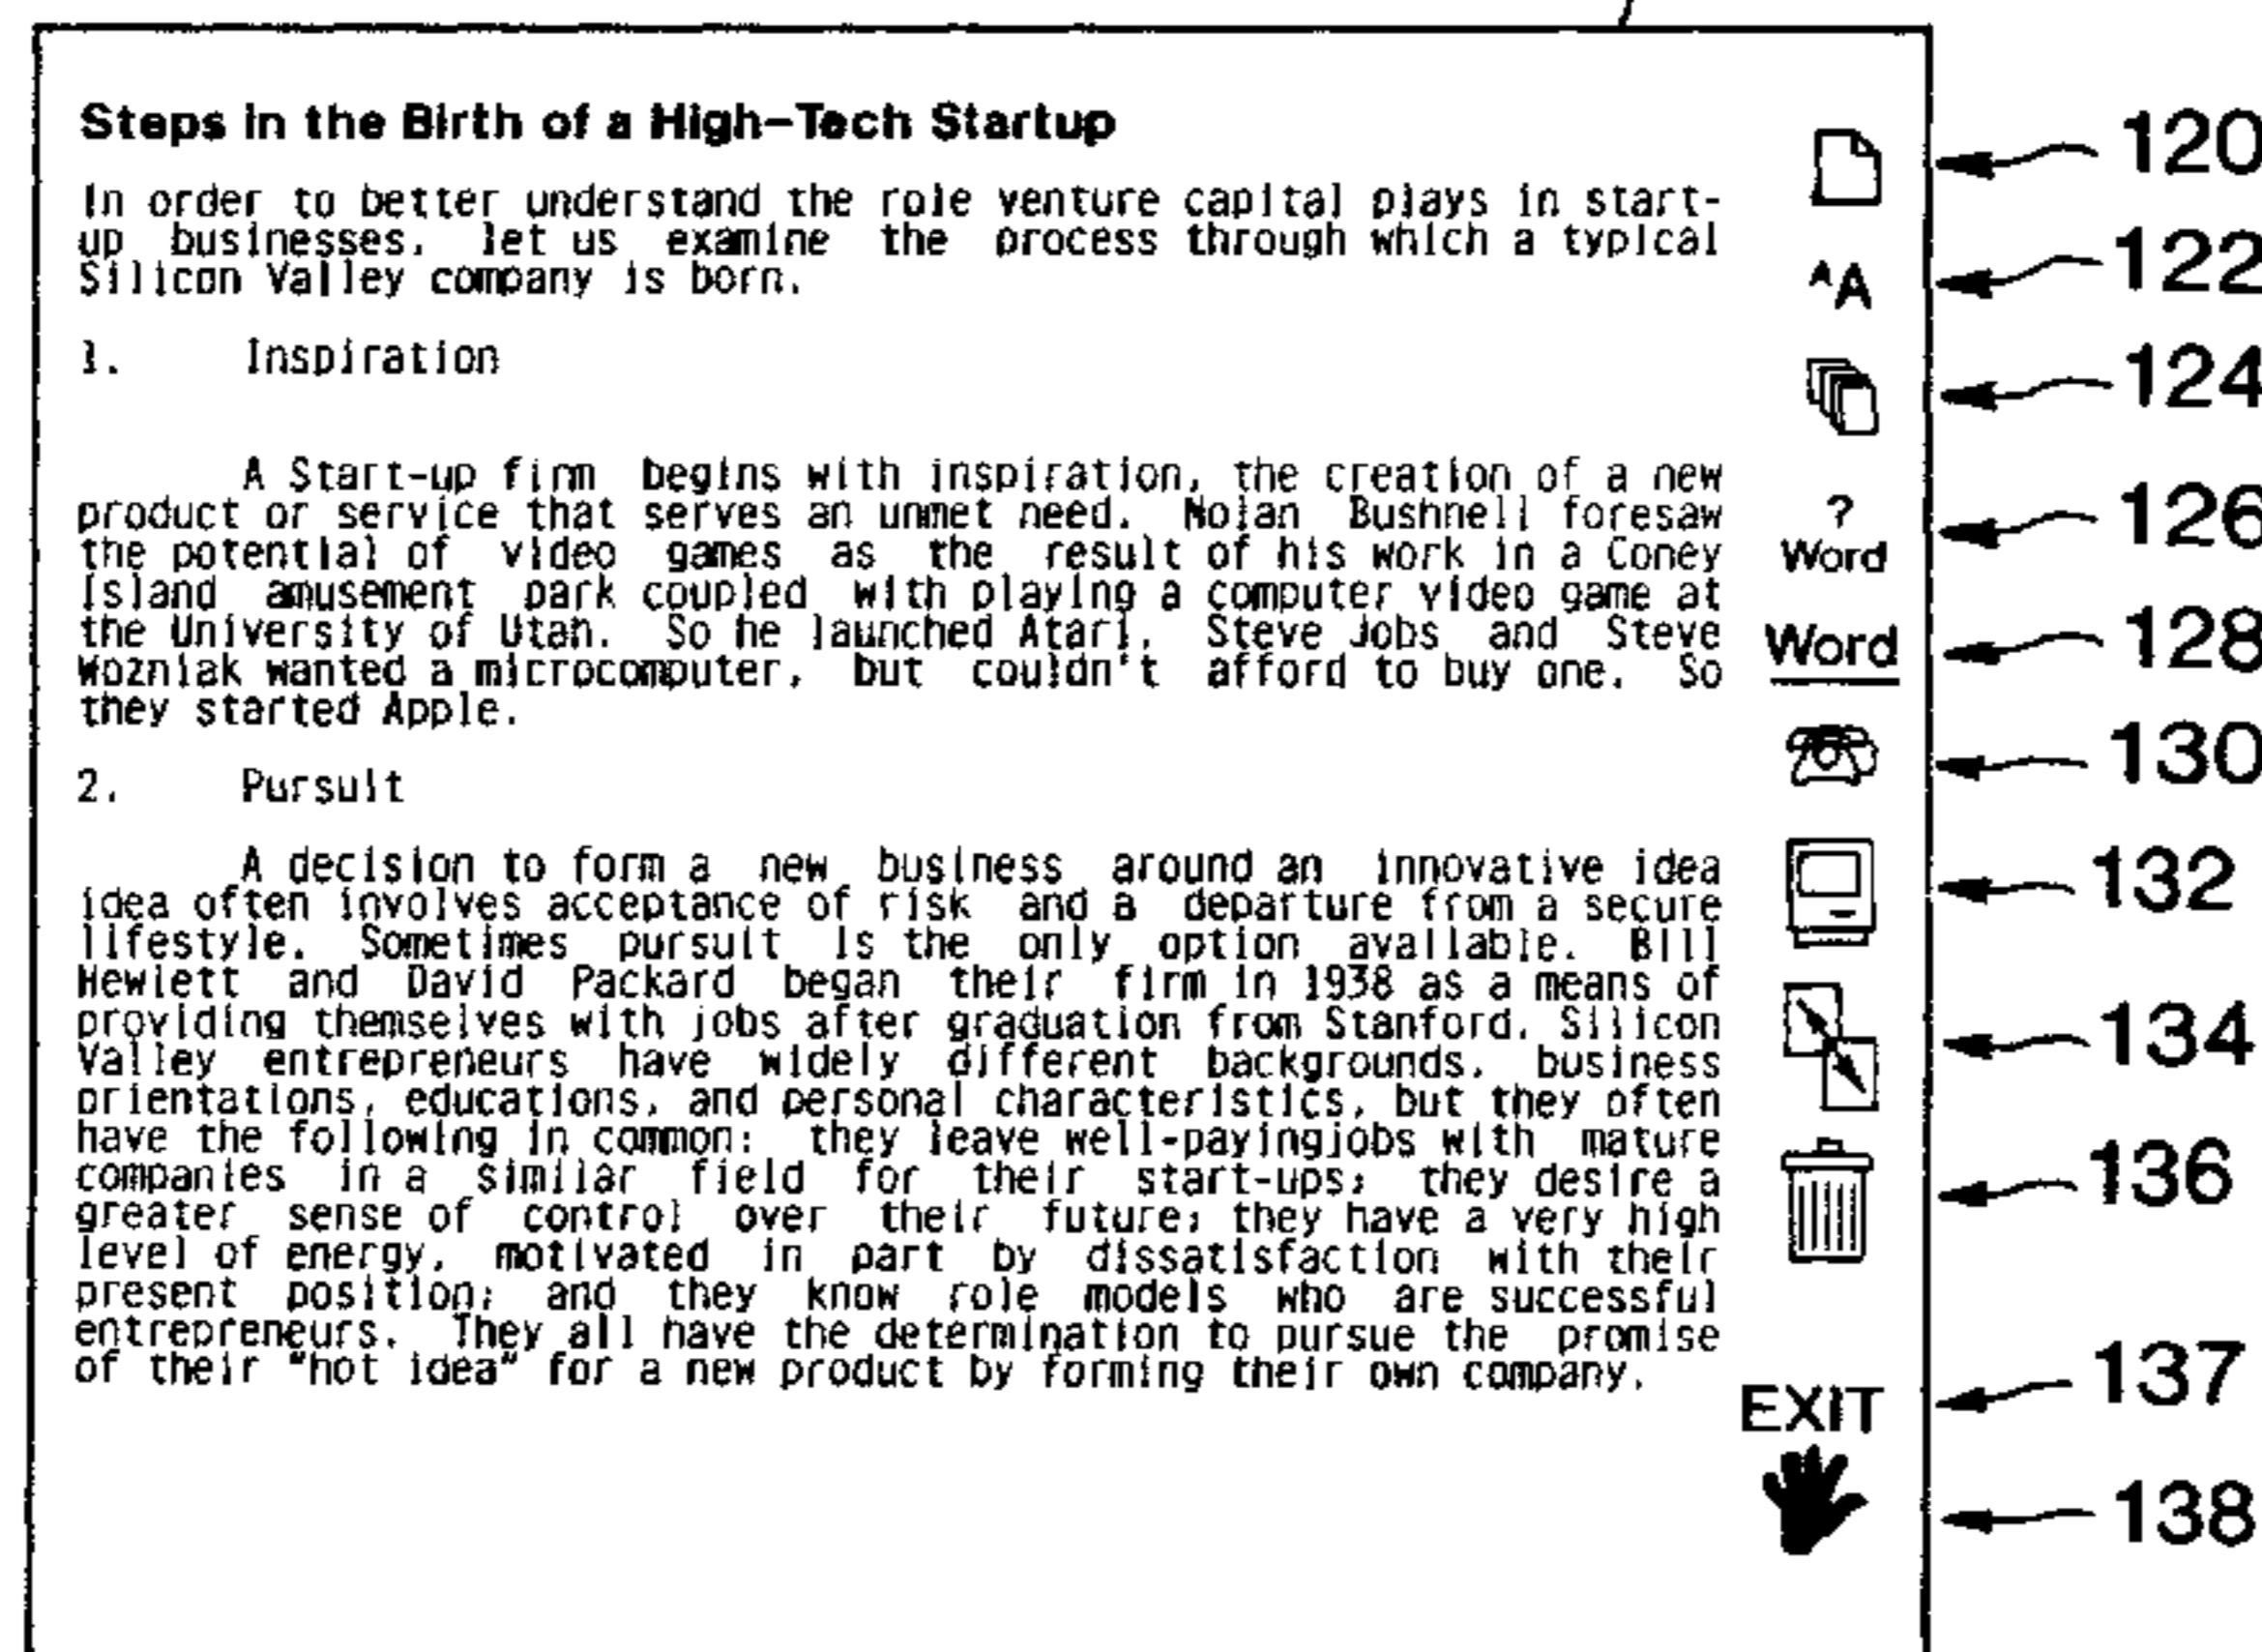 Steps in the Birth of a High-Tech Startup
In order to better understand the role venture capital plays in start-
up businesses, let us examine the process through which a typical
Silicon Valley company is born.
1. Inspiration
A Start-up firm begins with inspiration, the creation of a new
product or service that serves an unmet need. Nolan Bushnell foresaw
the potential of video games as the result of his work in a Coney
Island amusement park coupled with playing a computer video game at
the University of Utah. So he launched Atari. Steve Jobs and Steve
Wozniak wanted a microcomputer, but couldn't afford to buy one. So
they started Apple.
2. Pursuit
A decision to form a new business around an innovative idea
idea often involves acceptance of risk and a departure from a secure
lifestyle. Sometimes pursuit is the only option available. Bill
Hewlett and David Packard began their firm in 1938 as a means of
providing themselves with jobs after graduation from Stanford. Silicon
Valley entrepreneurs have widely different backgrounds, business
orientations, educations, and personal characteristics, but they often
have the following in common: they leave well-payingjobs with mature
companies in a similar field for their start-ups; they desire a
greater sense of control over their future; they have a very high
level of energy, motivated in part by dissatisfaction with their
present position; and they know role models who are successful
entrepreneurs. They all have the determination to pursue the promise
of their "hot idea" for a new product by forming their own company.
120
AA
122
124
?
Word
126
Word
128
130
132
134
136
EXIT
137
138